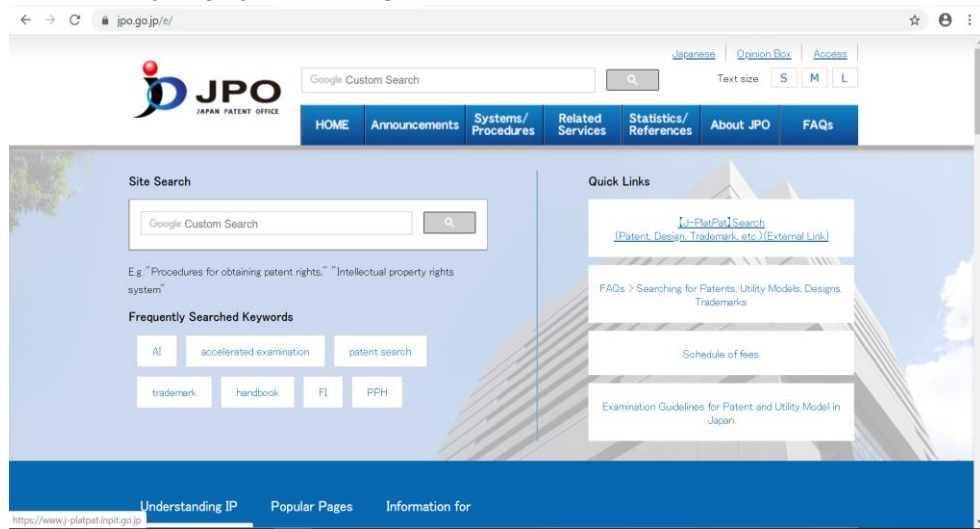 jpo.go.jp/e/
Japanese Opinion Box Access
JPO
JAPAN PATENT OFFICE
Google Custom Search
Text size S M L
HOME Announcements Systems/ Procedures Related Services Statistics/ References About JPO FAQs
Site Search
Google Custom Search
E.g."Procedures for obtaining patent rights," "Intellectual property rights
system"
Frequently Searched Keywords
AI accelerated examination patent search
trademark handbook FI PPH
Quick Links
【J-PlatPat】Search
(Patent, Design, Trademark, etc.)(External Link)
FAQs > Searching for Patents, Utility Models, Designs,
Trademarks
Schedule of fees
Examination Guidelines for Patent and Utility Model in
Japan
Understanding IP Popular Pages Information for
https://www.j-platpat.inpit.go.jp